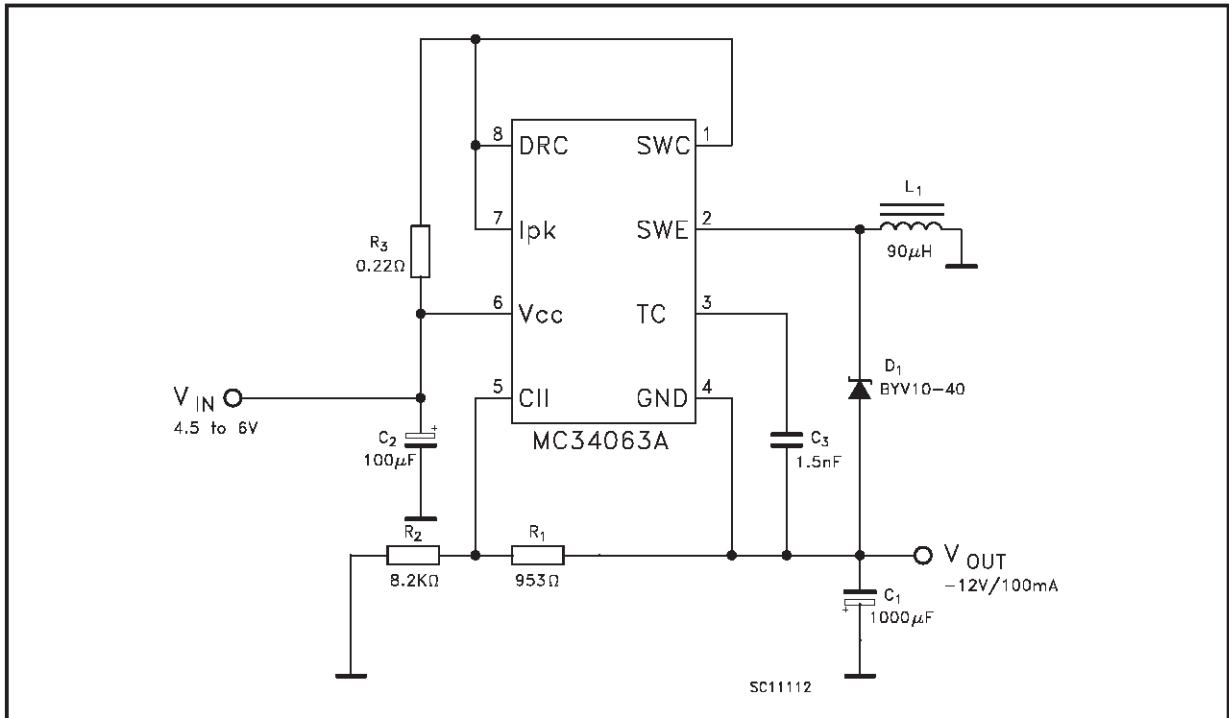 8 DRC SWC 1
L1
7 Ipk SWE 2
90μH
R3
0.22Ω
6 Vcc TC 3
D1
BYV10-40
5 CII GND 4
VIN
4.5 to 6V
C2
+
100μF
MC34063A
C3
1.5nF
R2
R1
8.2KΩ
953Ω
VOUT
-12V/100mA
C1
+
1000μF
SC11112